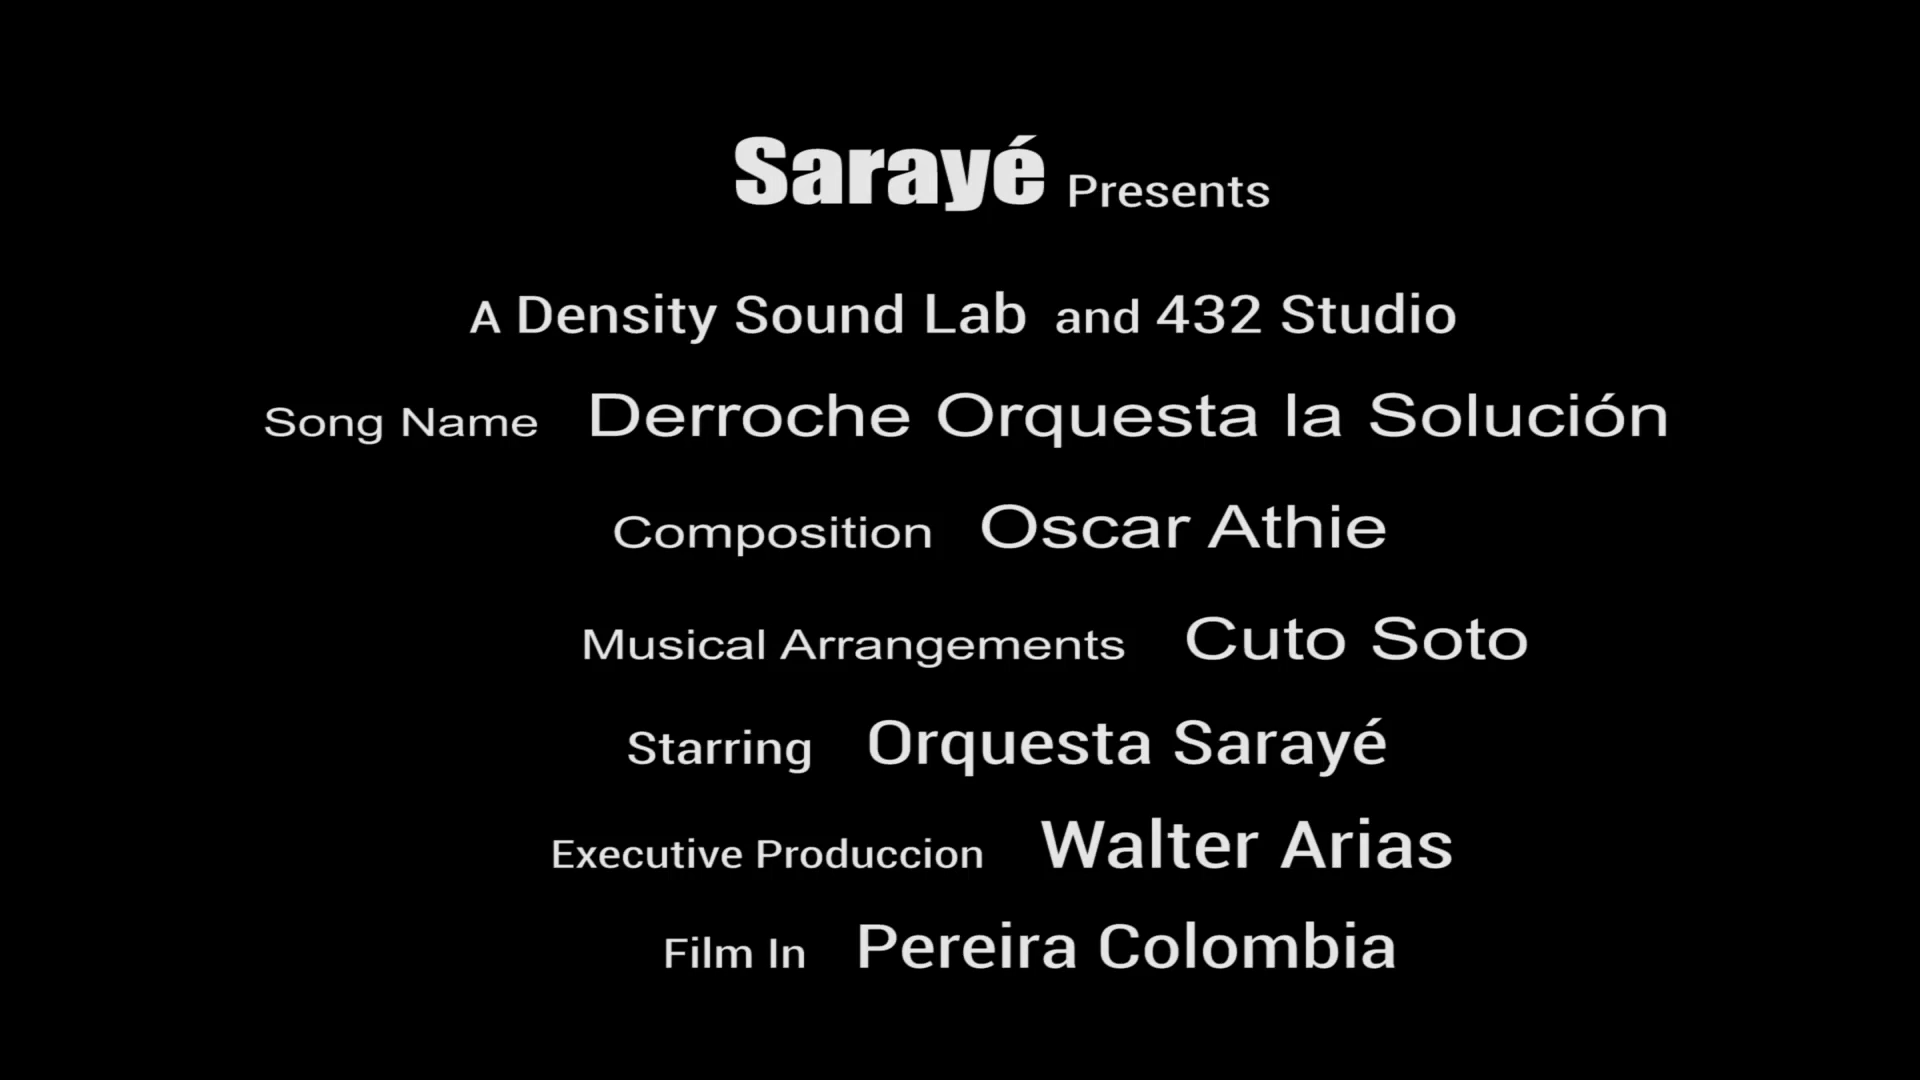 Sarayé Presents
A Density Sound Lab and 432 Studio
Song Name Derroche Orquesta la Solución
Composition Oscar Athie
Musical Arrangements Cuto Soto
Starring Orquesta Sarayé
Executive Produccion Walter Arias
Film In Pereira Colombia